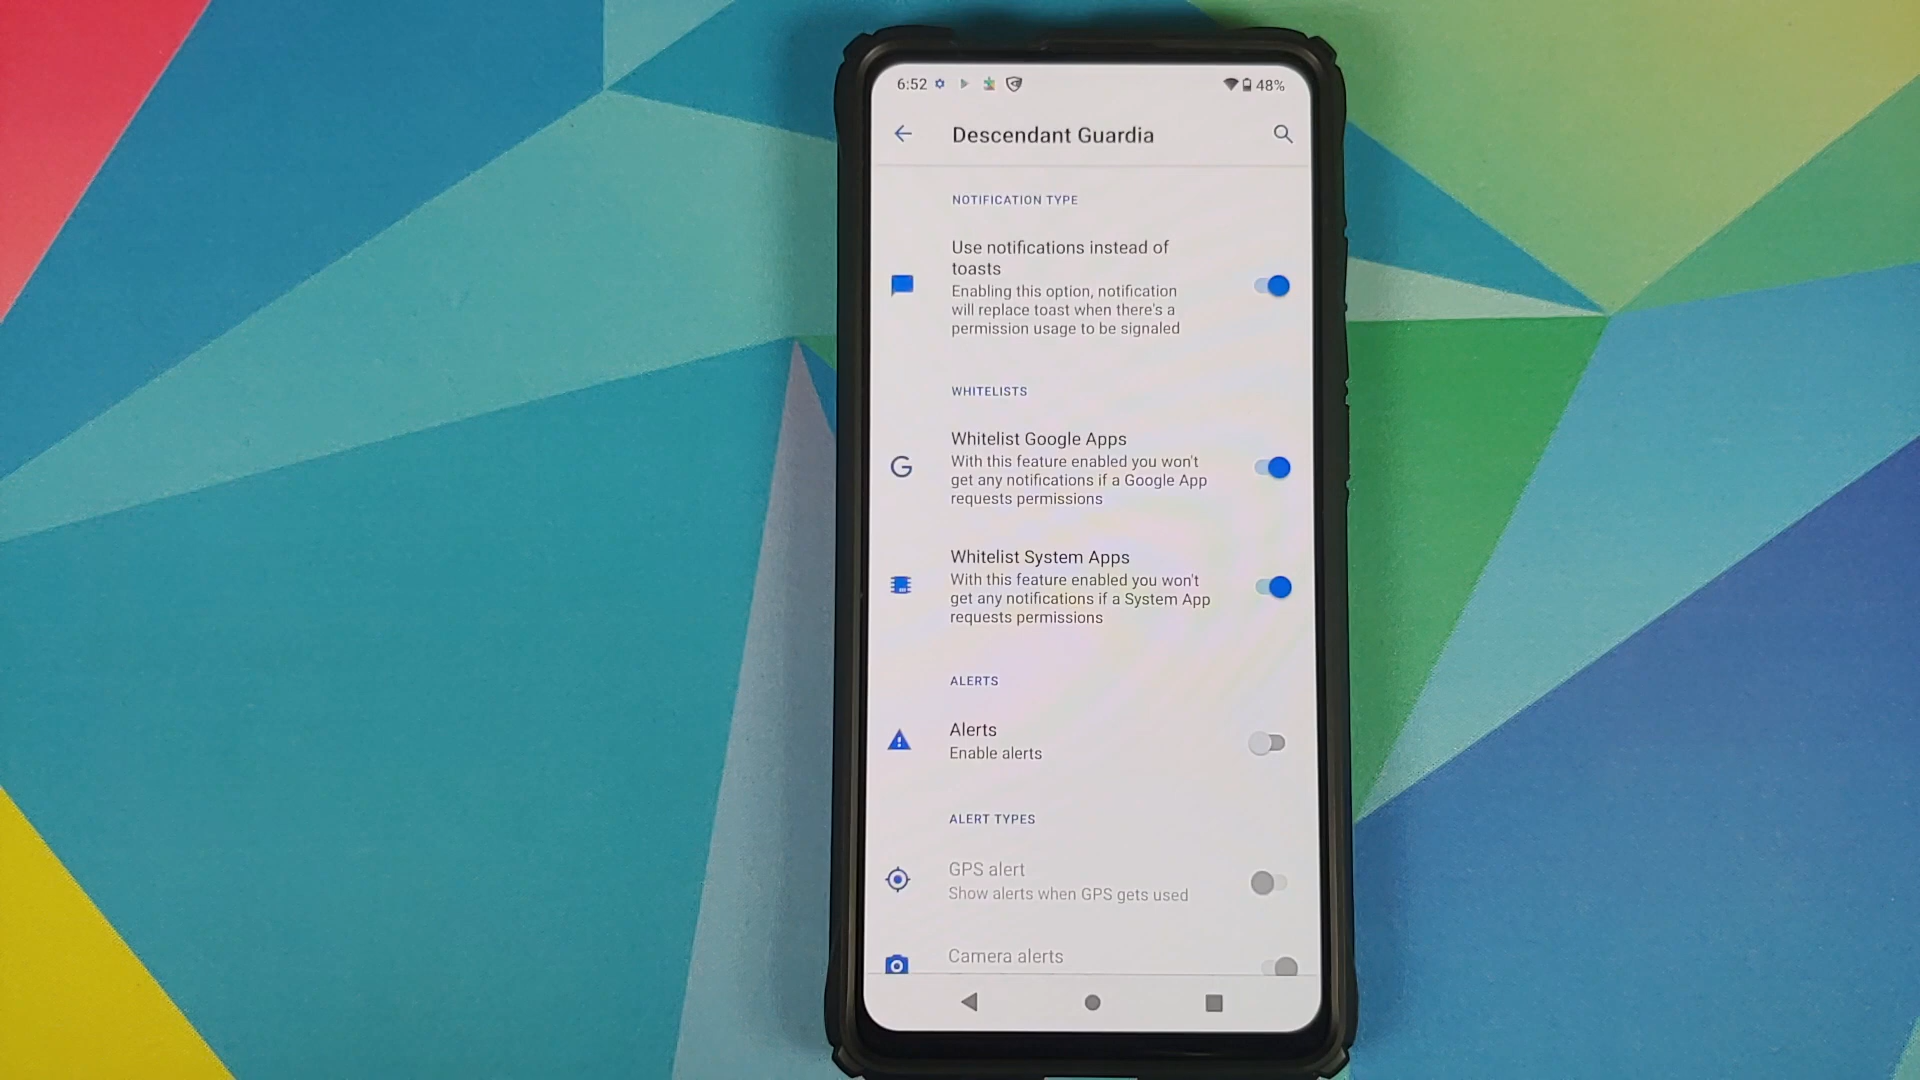 6:52
48%
Descendant Guardia
NOTIFICATION TYPE
Use notifications instead of
toasts
Enabling this option, notification
will replace toast when there's a
permission usage to be signaled
WHITELISTS
Whitelist Google Apps
With this feature enabled you won't
get any notifications if a Google App
requests permissions
Whitelist System Apps
With this feature enabled you won't
get any notifications if a System App
requests permissions
ALERTS
Alerts
Enable alerts
ALERT TYPES
GPS alert
Show alerts when GPS gets used
Camera alerts